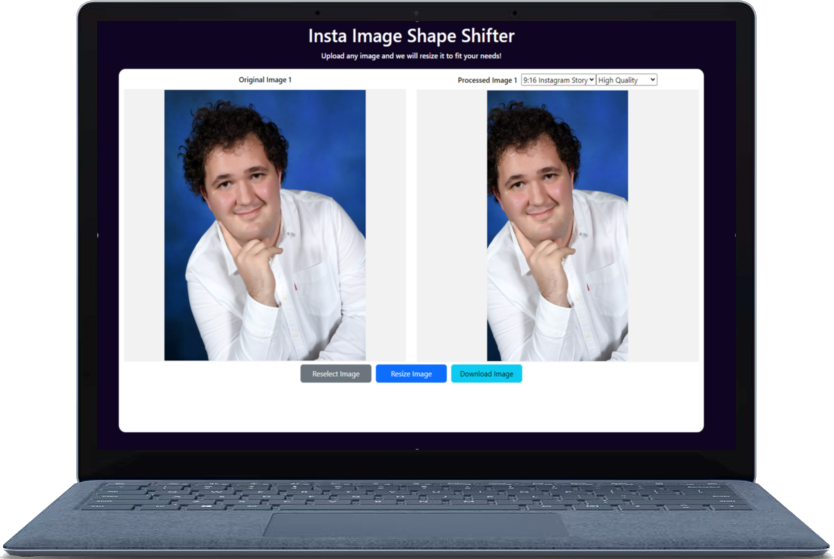 Insta Image Shape Shifter
Upload any image and we will resize it to fit your needs!
Original Image 1
Processed Image 1 9:16 Instagram Story High Quality
Reselect Image Resize Image Download Image